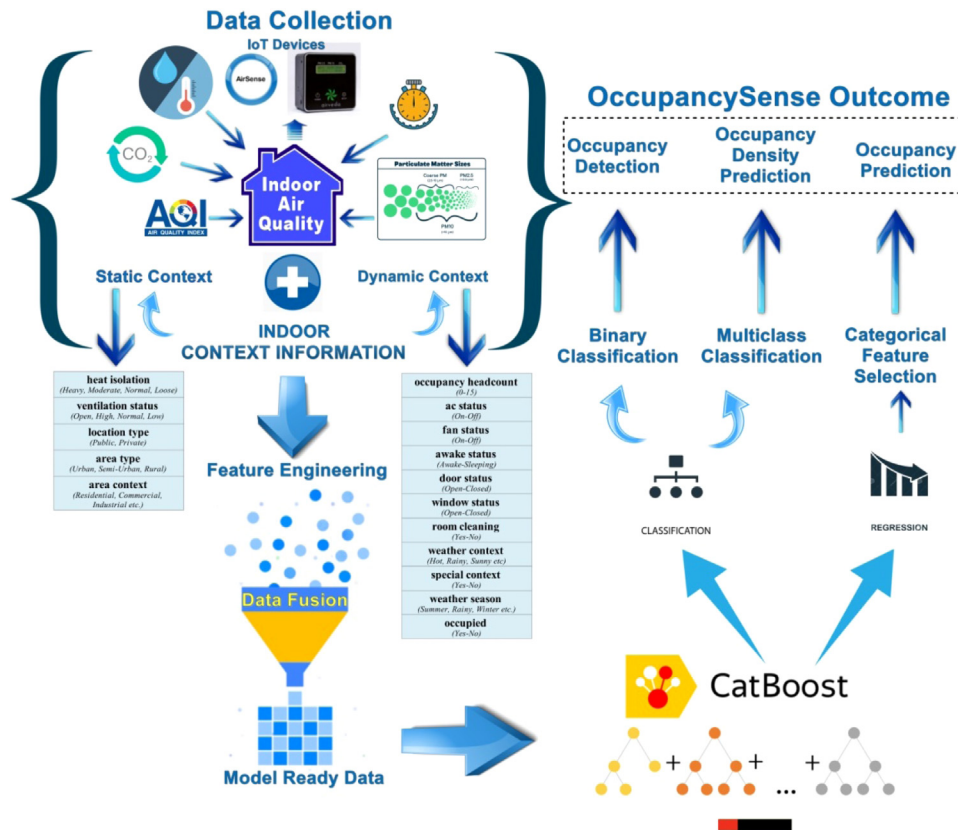 Data Collection
IoT Devices
AirSense
CO2
Indoor
Air
Quality
AQI
AIR QUALITY INDEX
Particulate Matter Sizes
Coarse PM
PM2.5
PM10
Static Context
Dynamic Context
INDOOR
CONTEXT INFORMATION
heat isolation
(Heavy, Moderate, Normal, Loose)
ventilation status
(Open, High, Normal, Low)
location type
(Public, Private)
area type
(Urban, Semi-Urban, Rural)
area context
(Residential, Commercial,
Industrial etc.)
occupancy headcount
(0-15)
ac status
(On-Off)
fan status
(On-Off)
awake status
(Awake-Sleeping)
door status
(Open-Closed)
window status
(Open-Closed)
room cleaning
(Yes-No)
weather context
(Hot, Rainy, Sunny etc)
special context
(Yes-No)
weather season
(Summer, Rainy, Winter etc.)
occupied
(Yes-No)
Feature Engineering
Data Fusion
Model Ready Data
OccupancySense Outcome
Occupancy
Detection
Occupancy
Density
Prediction
Occupancy
Prediction
Binary
Classification
Multiclass
Classification
Categorical
Feature
Selection
CLASSIFICATION
REGRESSION
CatBoost
+ + ... +